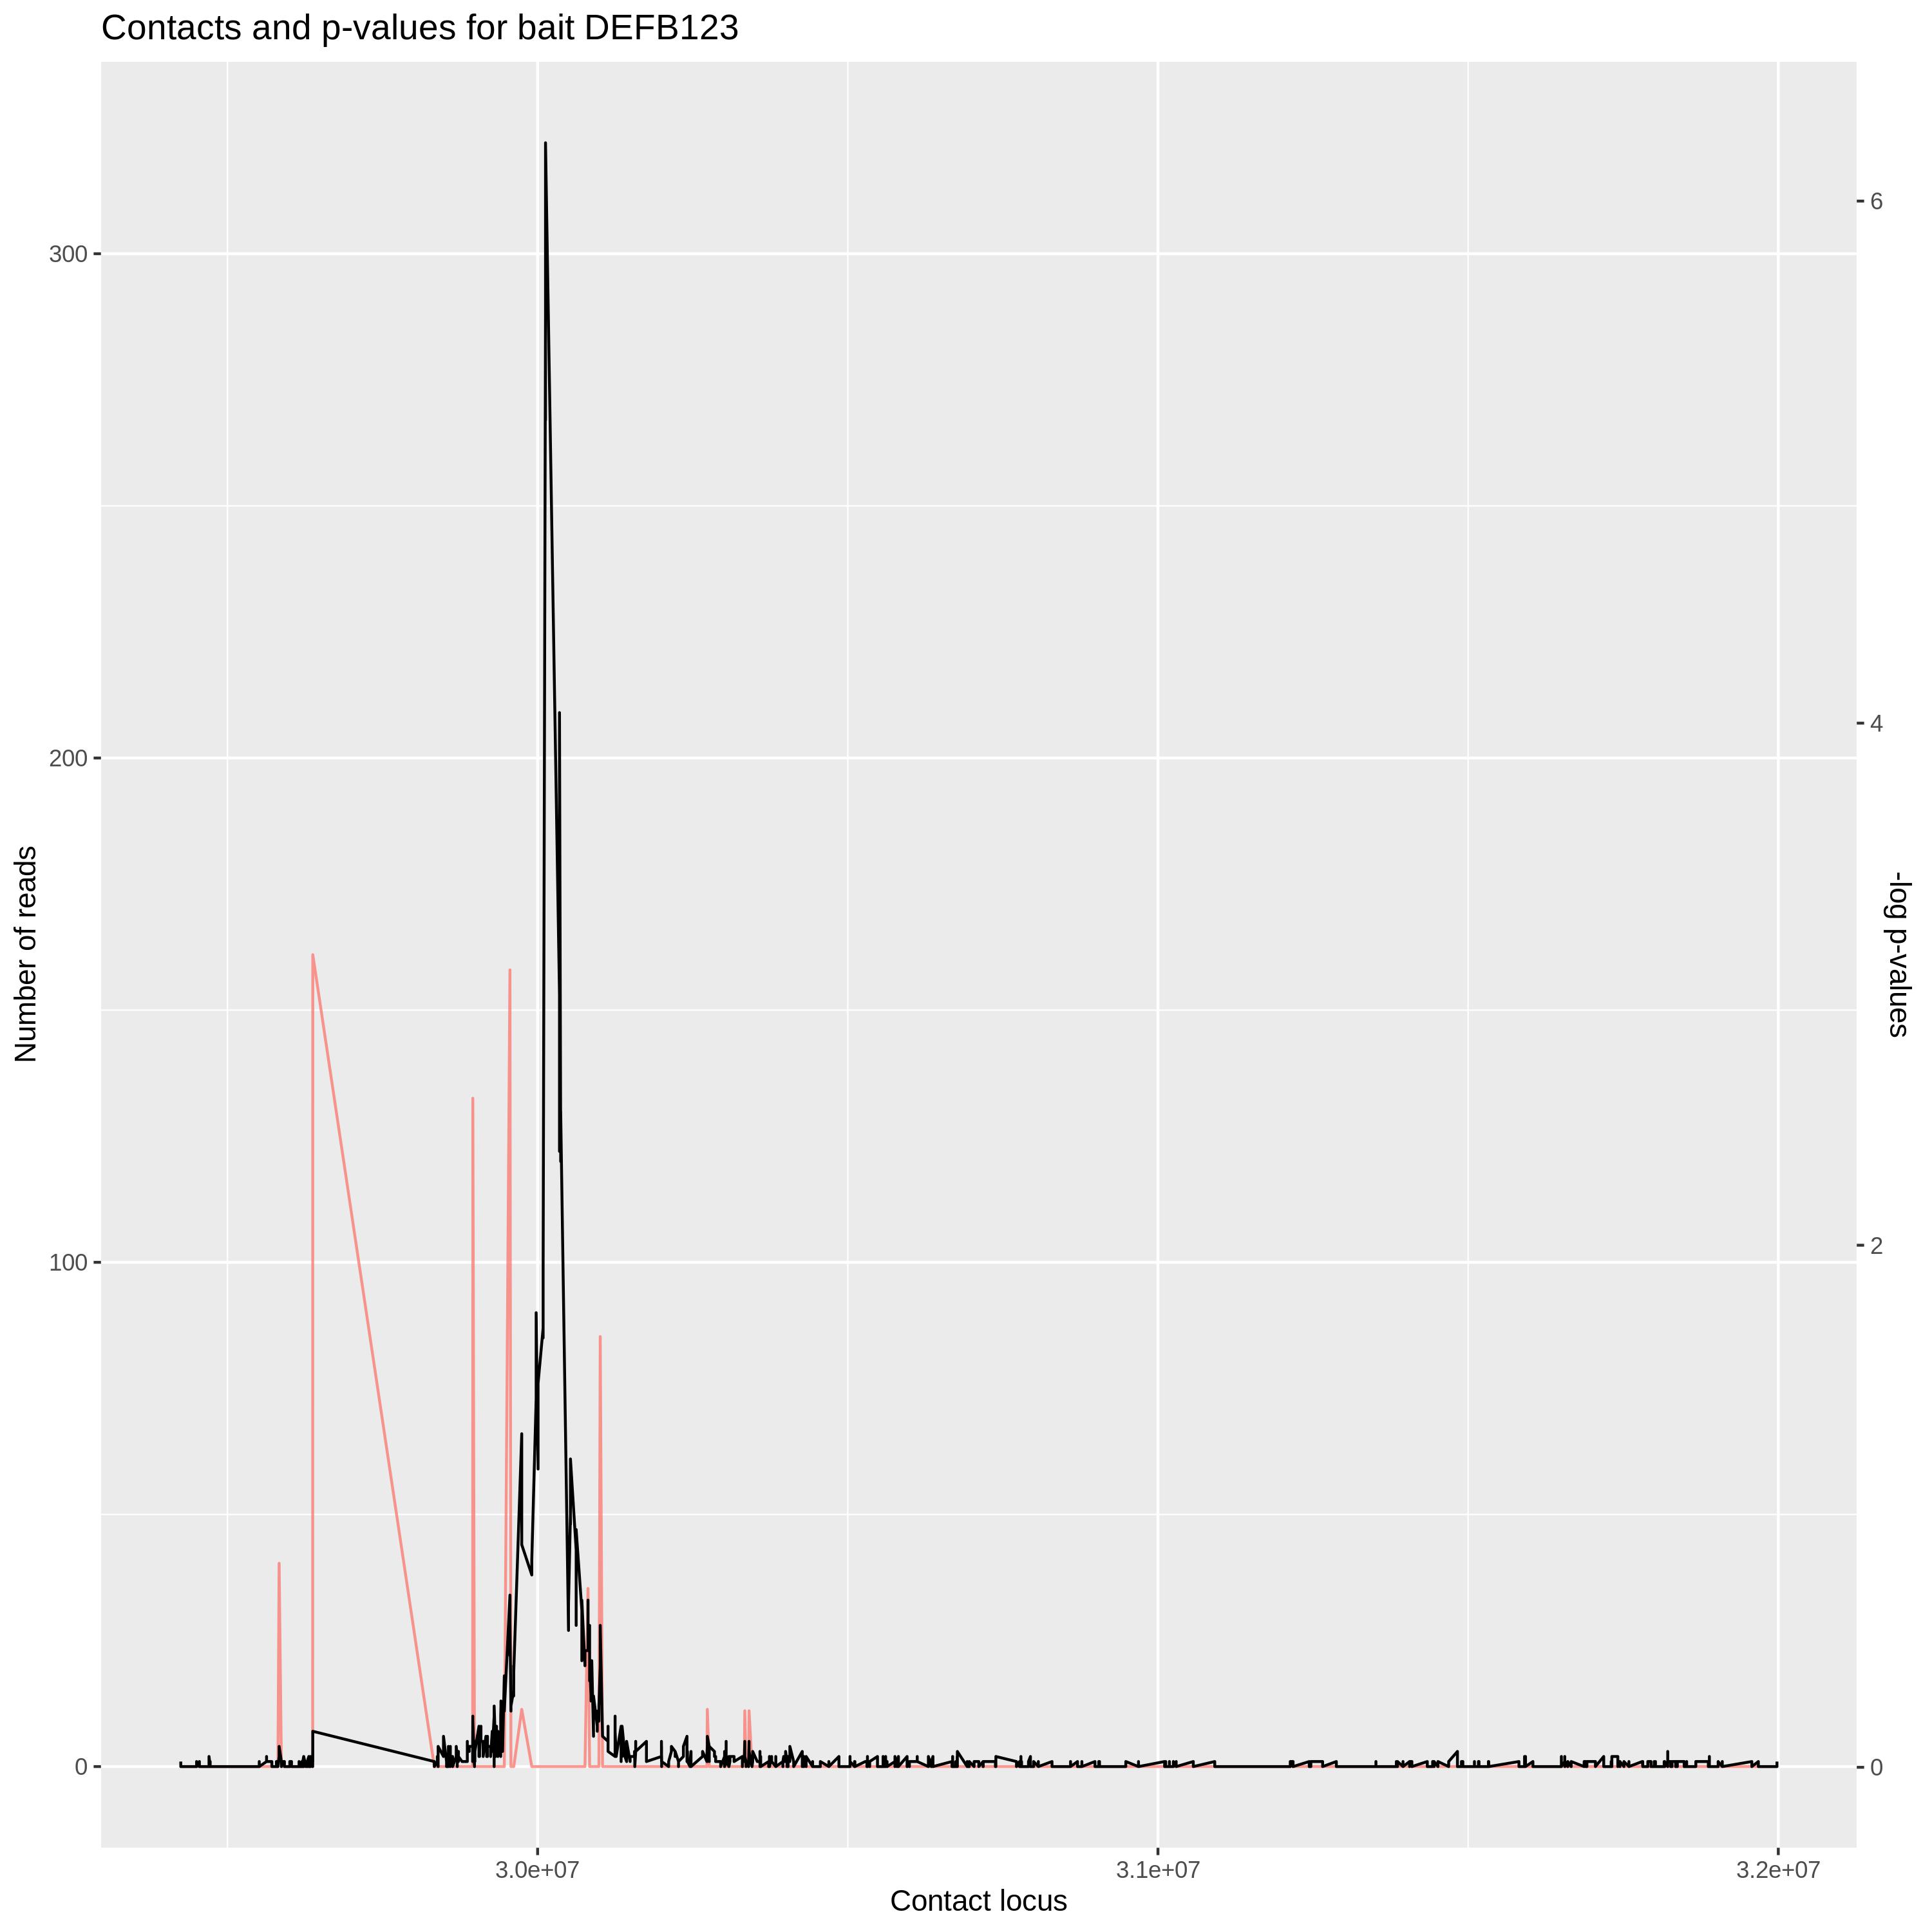 Contacts and p-values for bait DEFB123
Number of reads
300
200
100
0
6
4
2
0
-log p-values
3.0e+07
3.1e+07
3.2e+07
Contact locus